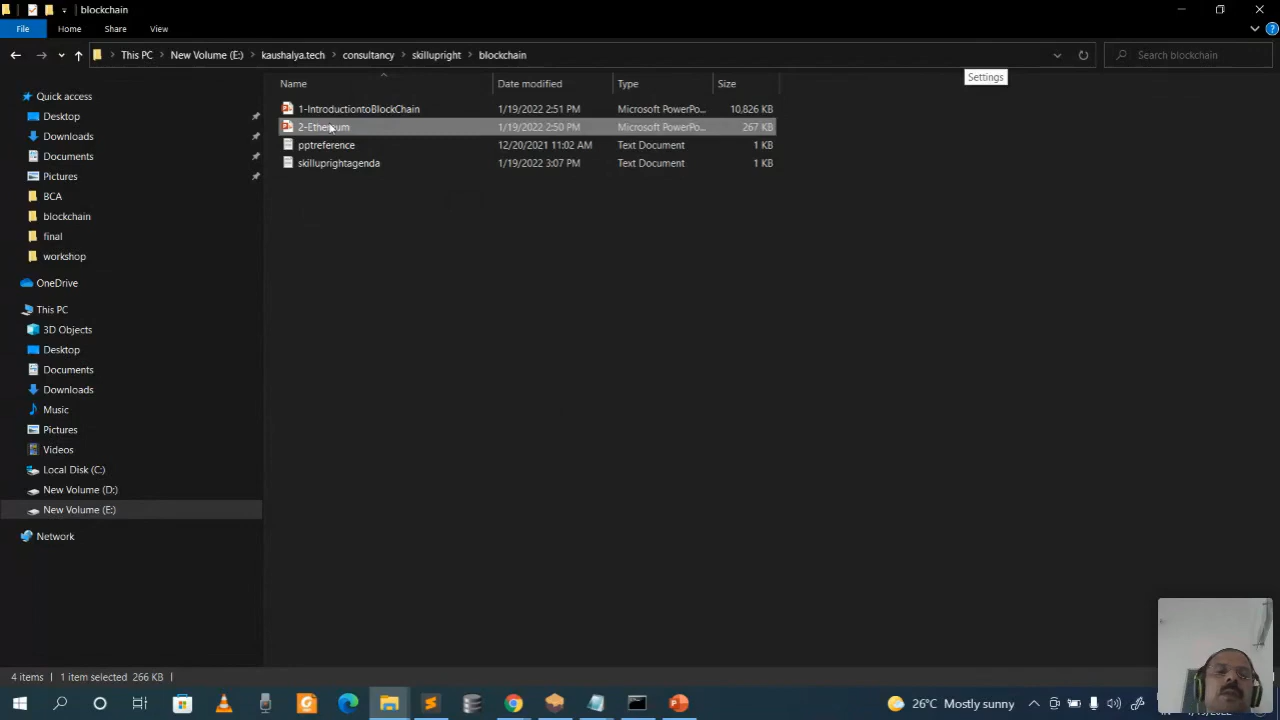 blockchain
File Home Share View
This PC New Volume (E:) kaushalya.tech consultancy skillupright blockchain
Search blockchain
Settings
Name Date modified Type Size
1-IntroductiontoBlockChain 1/19/2022 2:51 PM Microsoft PowerPo... 10,826 KB
2-Ethereum 1/19/2022 2:50 PM Microsoft PowerPo... 267 KB
pptreference 12/20/2021 11:02 AM Text Document 1 KB
skilluprightagenda 1/19/2022 3:07 PM Text Document 1 KB
Quick access
Desktop
Downloads
Documents
Pictures
BCA
blockchain
final
workshop
OneDrive
This PC
3D Objects
Desktop
Documents
Downloads
Music
Pictures
Videos
Local Disk (C:)
New Volume (D:)
New Volume (E:)
Network
4 items 1 item selected 266 KB
26°C Mostly sunny